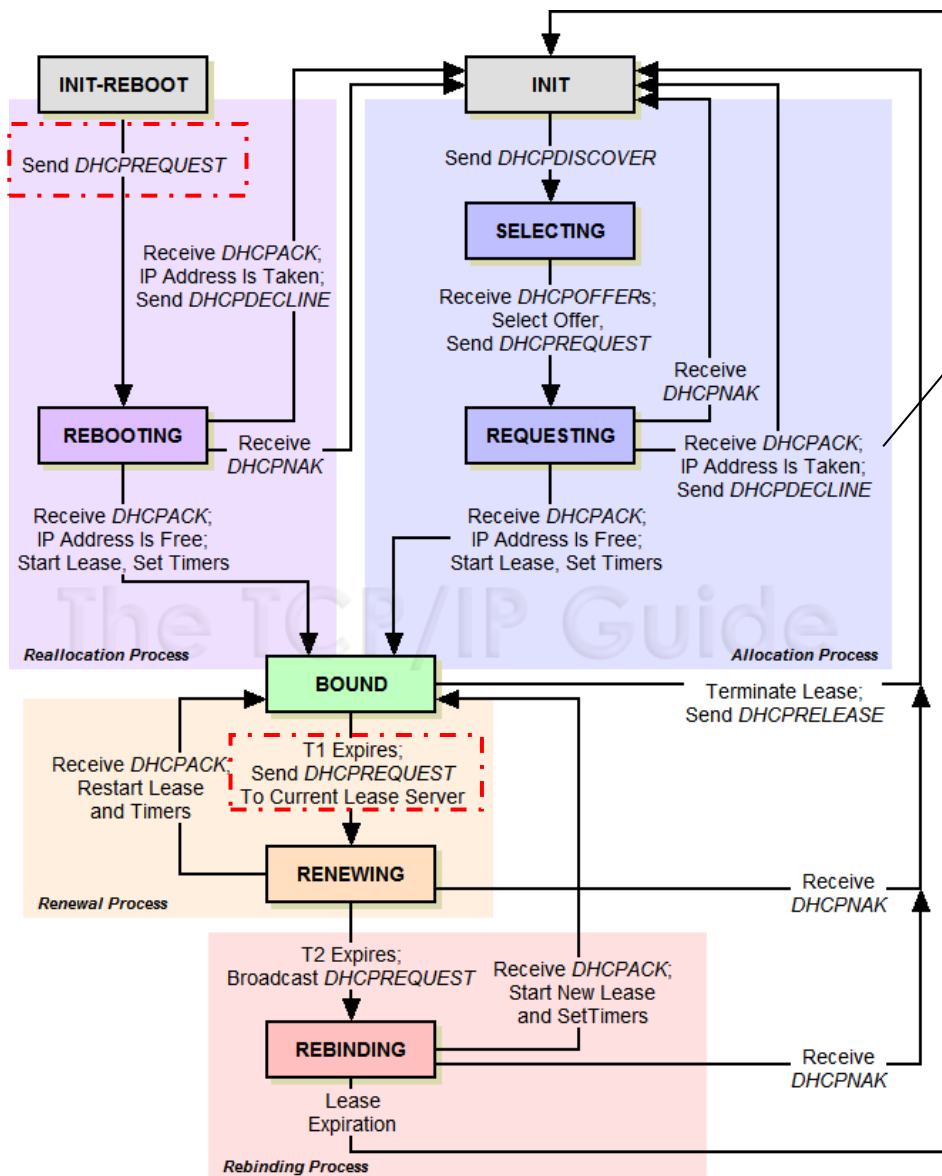 INIT-REBOOT
INIT
Send DHCPREQUEST
Send DHCPDISCOVER
SELECTING
Receive DHCPACK;
IP Address Is Taken;
Send DHCPDECLINE
Receive DHCPOFFERs;
Select Offer,
Send DHCPREQUEST
Receive
DHCPNAK
REBOOTING
Receive
DHCPNAK
REQUESTING
Receive DHCPACK;
IP Address Is Taken;
Send DHCPDECLINE
Receive DHCPACK;
IP Address Is Free;
Start Lease, Set Timers
Receive DHCPACK;
IP Address Is Free;
Start Lease, Set Timers
The TCP/IP Guide
Reallocation Process
Allocation Process
BOUND
Terminate Lease;
Send DHCPRELEASE
Receive DHCPACK;
Restart Lease
and Timers
T1 Expires;
Send DHCPREQUEST
To Current Lease Server
RENEWING
Renewal Process
Receive
DHCPNAK
T2 Expires;
Broadcast DHCPREQUEST
Receive DHCPACK;
Start New Lease
and SetTimers
REBINDING
Receive
DHCPNAK
Lease
Expiration
Rebinding Process